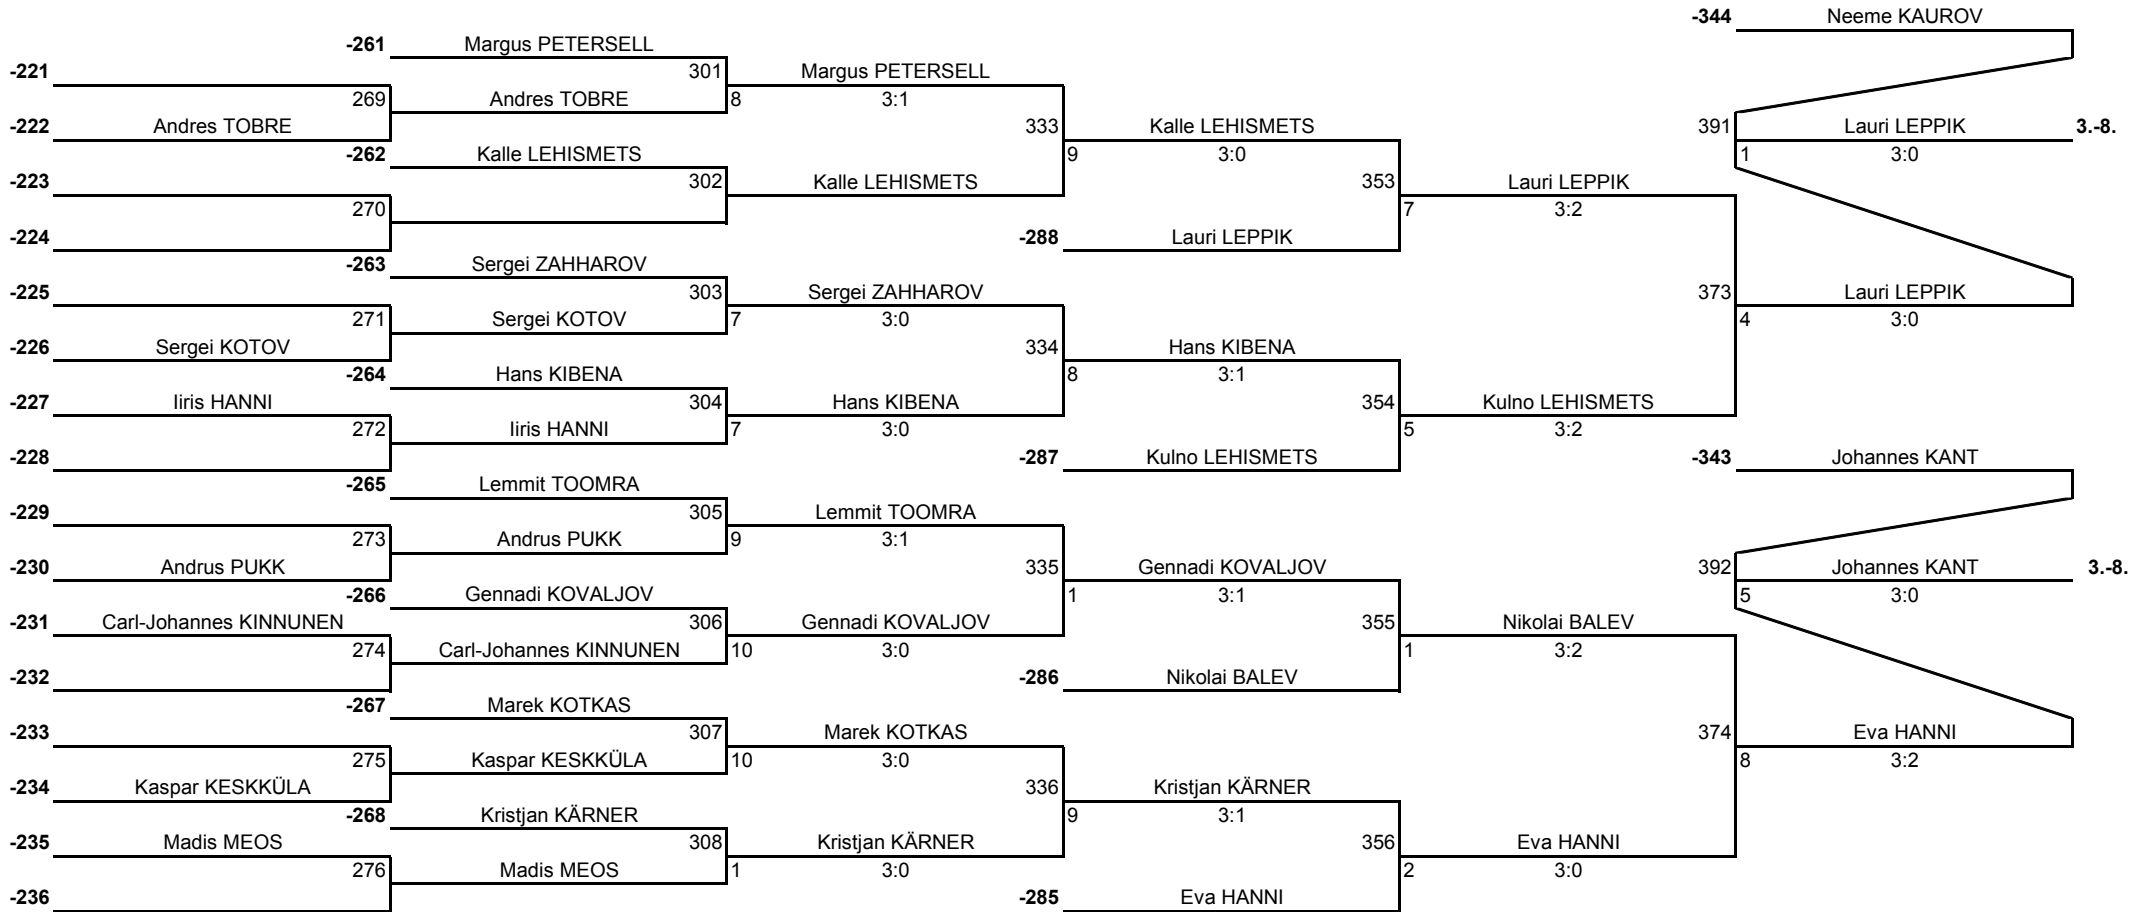 -344 Neeme KAUROV
-261 Margus PETERSELL
-221 301 Margus PETERSELL
269 Andres TOBRE 8 3:1
-222 Andres TOBRE 333 Kalle LEHISMETS 391 Lauri LEPPIK 3.-8.
-262 Kalle LEHISMETS 9 3:0 1 3:0
-223 302 Kalle LEHISMETS 353 Lauri LEPPIK
270 7 3:2
-224 -288 Lauri LEPPIK
-263 Sergei ZAHHAROV
-225 303 Sergei ZAHHAROV 373 Lauri LEPPIK
271 Sergei KOTOV 7 3:0 4 3:0
-226 Sergei KOTOV 334 Hans KIBENA
-264 Hans KIBENA 8 3:1
-227 Iiris HANNI 304 Hans KIBENA 354 Kulno LEHISMETS
272 Iiris HANNI 7 3:0 5 3:2
-228 -287 Kulno LEHISMETS -343 Johannes KANT
-265 Lemmit TOOMRA
-229 305 Lemmit TOOMRA
273 Andrus PUKK 9 3:1
-230 Andrus PUKK 335 Gennadi KOVALJOV 392 Johannes KANT 3.-8.
-266 Gennadi KOVALJOV 1 3:1 5 3:0
-231 Carl-Johannes KINNUNEN 306 Gennadi KOVALJOV 355 Nikolai BALEV
274 Carl-Johannes KINNUNEN 10 3:0 1 3:2
-232 -286 Nikolai BALEV
-267 Marek KOTKAS
-233 307 Marek KOTKAS 374 Eva HANNI
275 Kaspar KESKKÜLA 10 3:0 8 3:2
-234 Kaspar KESKKÜLA 336 Kristjan KÄRNER
-268 Kristjan KÄRNER 9 3:1
-235 Madis MEOS 308 Kristjan KÄRNER 356 Eva HANNI
276 Madis MEOS 1 3:0 2 3:0
-236 -285 Eva HANNI